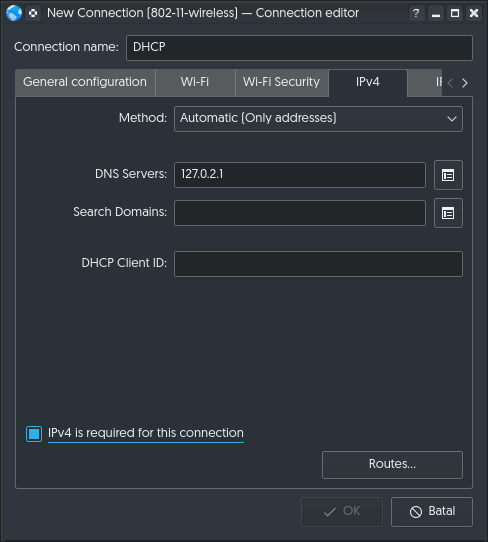 New Connection (802-11-wireless) — Connection editor
Connection name: DHCP
General configuration Wi-Fi Wi-Fi Security IPv4
Method: Automatic (Only addresses)
DNS Servers: 127.0.2.1
Search Domains:
DHCP Client ID:
IPv4 is required for this connection
Routes...
OK Batal